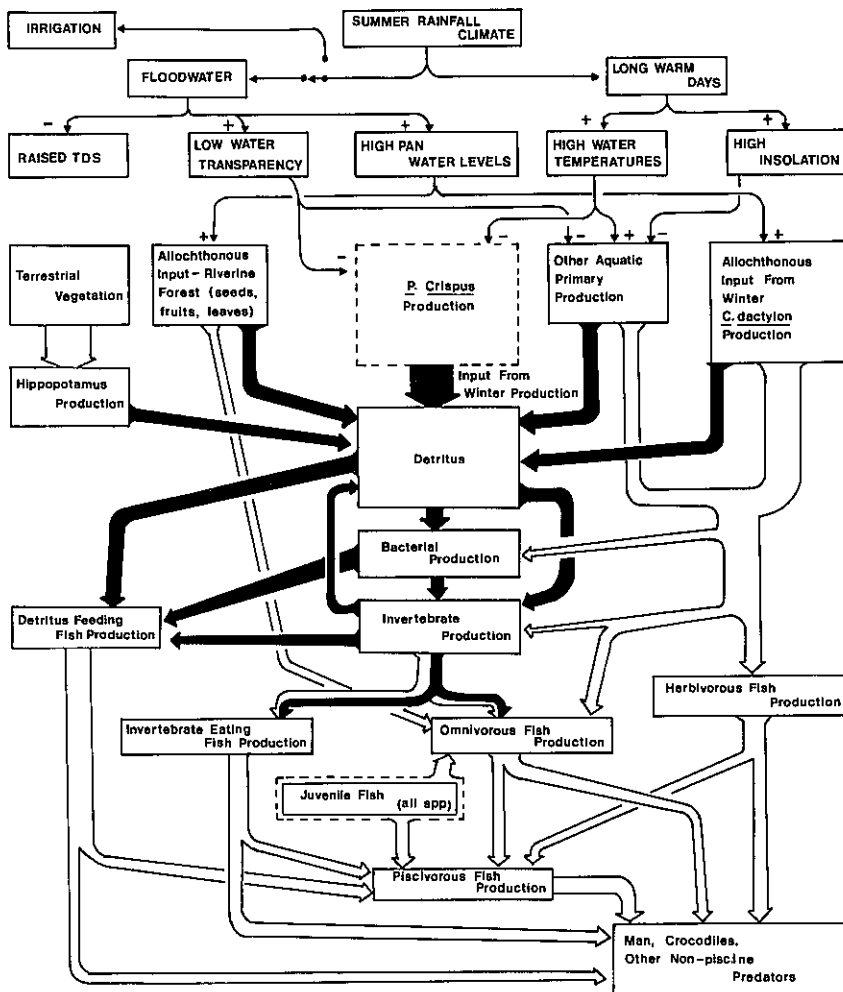 IRRIGATION
SUMMER RAINFALL
CLIMATE
FLOODWATER
LONG WARM
DAYS
-
+
+
+
+
RAISED TDS
LOW WATER
TRANSPARENCY
HIGH PAN
WATER LEVELS
HIGH WATER
TEMPERATURES
HIGH
INSOLATION
+
-
-
-
+
-
+
Terrestrial
Vegetation
Allochthonous
Input-Riverine
Forest (seeds,
fruits, leaves)
P. Crispus
Production
Other Aquatic
Primary
Production
Allochthonous
Input From
Winter
C. dactylon
Production
Hippopotamus
Production
Input From
Winter Production
Detritus
Bacterial
Production
Detritus Feeding
Fish Production
Invertebrate
Production
Herbivorous Fish
Production
Invertebrate Eating
Fish Production
Omnivorous Fish
Production
Juvenile Fish
(all spp)
Piscivorous Fish
Production
Man, Crocodiles,
Other Non-piscine
Predators